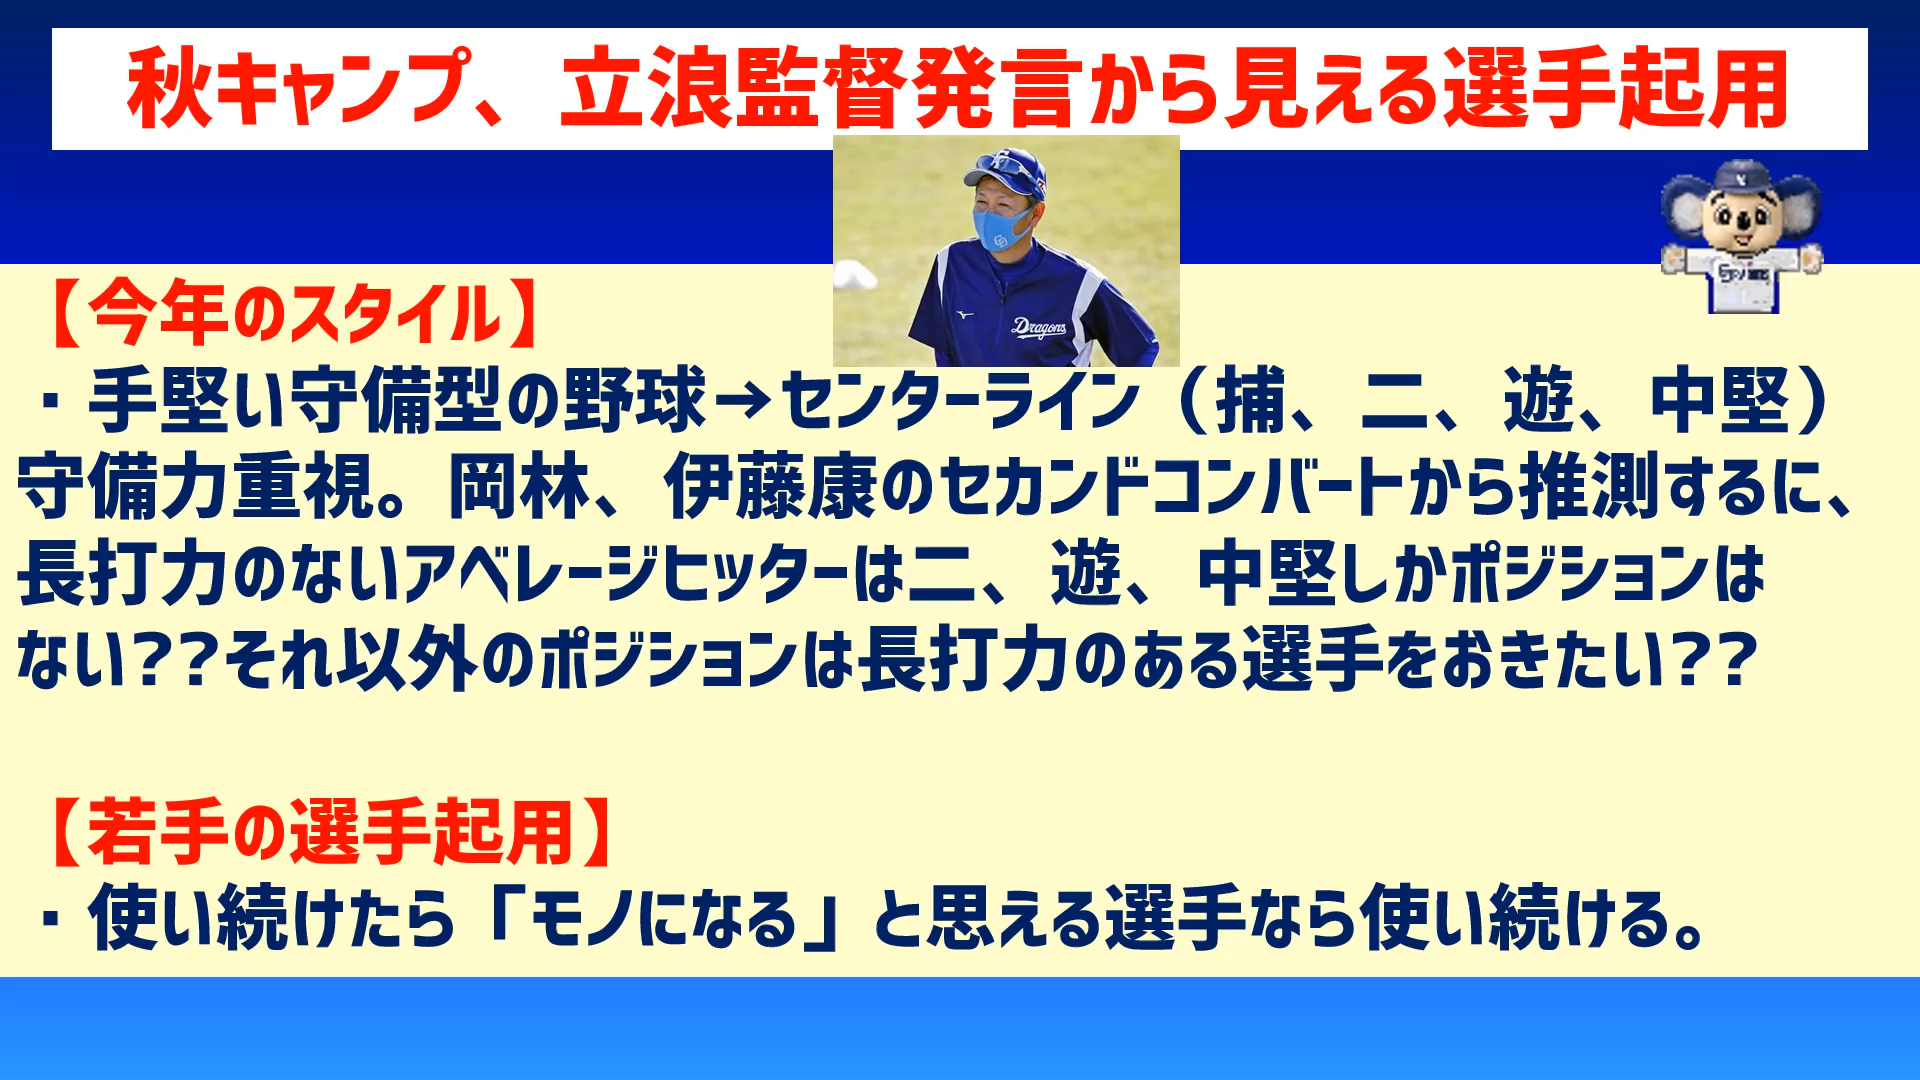 秋キャンプ、立浪監督発言から見える選手起用
Dragons
【今年のスタイル】
・手堅い守備型の野球→センターライン（捕、二、遊、中堅）
守備力重視。岡林、伊藤康のセカンドコンバートから推測するに、
長打力のないアベレージヒッターは二、遊、中堅しかポジションは
ない??それ以外のポジションは長打力のある選手をおきたい??
【若手の選手起用】
・使い続けたら「モノになる」と思える選手なら使い続ける。